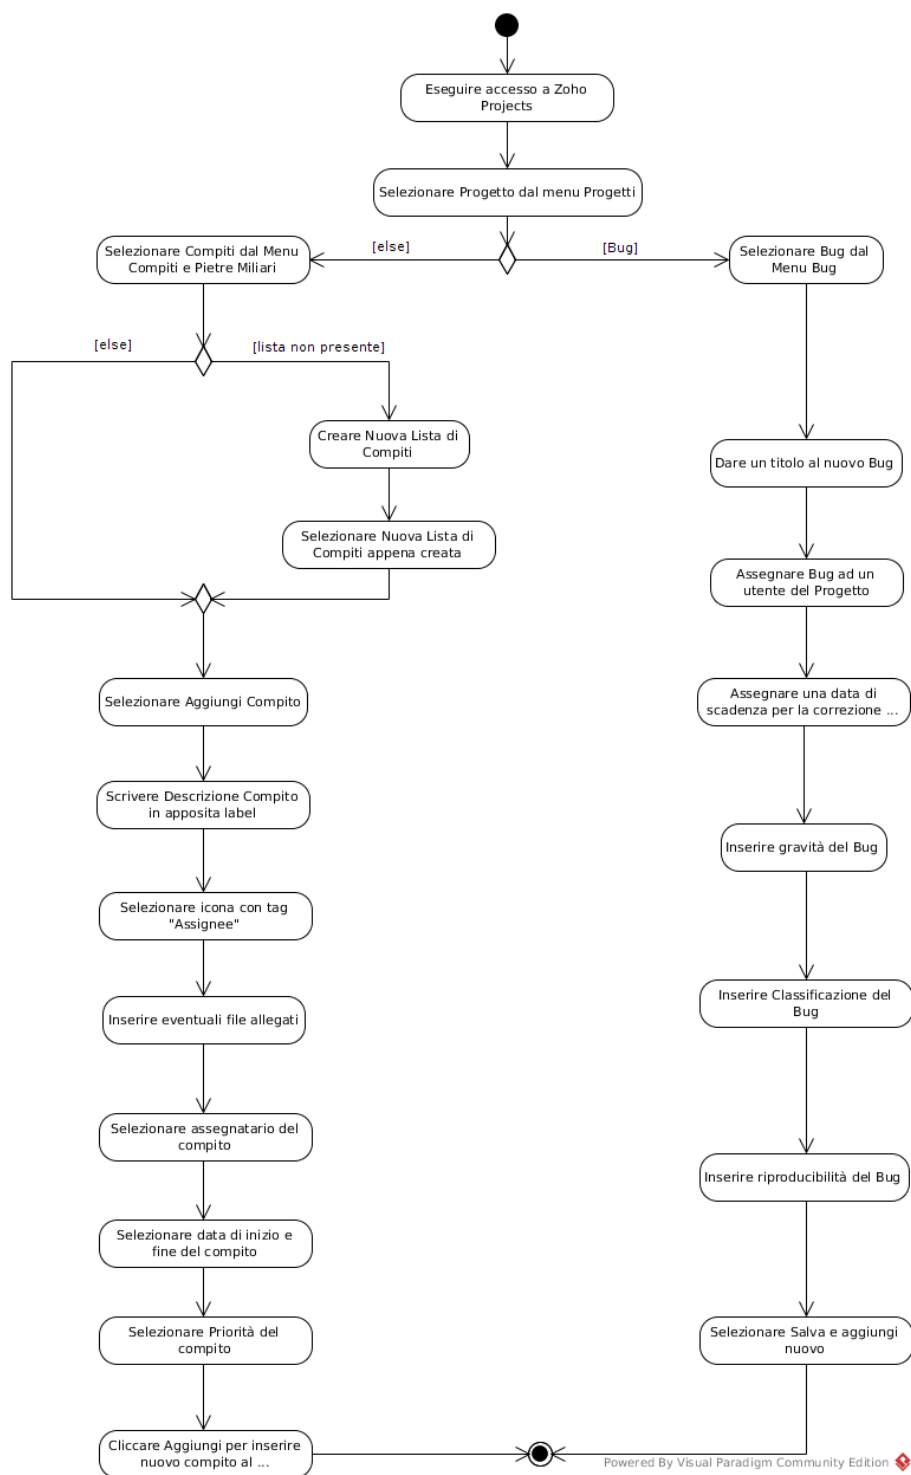 Eseguire accesso a Zoho
Projects
Selezionare Progetto dal menu Progetti
[else]
[Bug]
Selezionare Compiti dal Menu
Compiti e Pietre Miliari
Selezionare Bug dal
Menu Bug
[else]
[lista non presente]
Creare Nuova Lista di
Compiti
Dare un titolo al nuovo Bug
Selezionare Nuova Lista di
Compiti appena creata
Assegnare Bug ad un
utente del Progetto
Selezionare Aggiungi Compito
Assegnare una data di
scadenza per la correzione ...
Scrivere Descrizione Compito
in apposita label
Inserire gravità del Bug
Selezionare icona con tag
"Assignee"
Inserire eventuali file allegati
Inserire Classificazione del
Bug
Selezionare assegnatario del
compito
Inserire riproducibilità del Bug
Selezionare data di inizio e
fine del compito
Selezionare Priorità del
compito
Selezionare Salva e aggiungi
nuovo
Cliccare Aggiungi per inserire
nuovo compito al ...
Powered By Visual Paradigm Community Edition